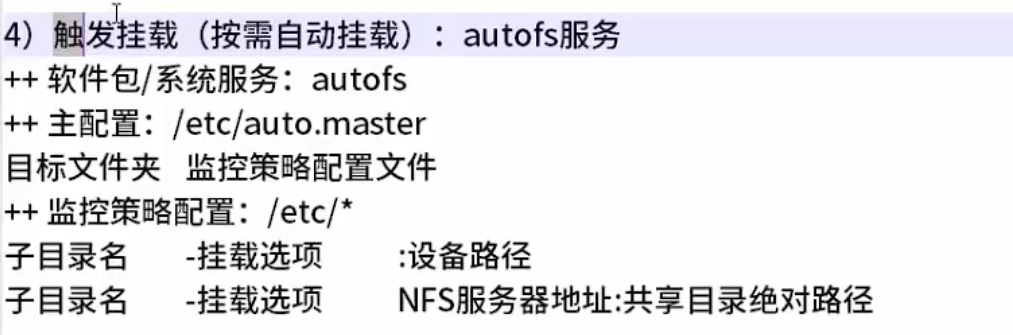 4）触发挂载（按需自动挂载）：autofs服务
++ 软件包/系统服务：autofs
++ 主配置：/etc/auto.master
目标文件夹 监控策略配置文件
++ 监控策略配置：/etc/*
子目录名 -挂载选项 :设备路径
子目录名 -挂载选项 NFS服务器地址:共享目录绝对路径